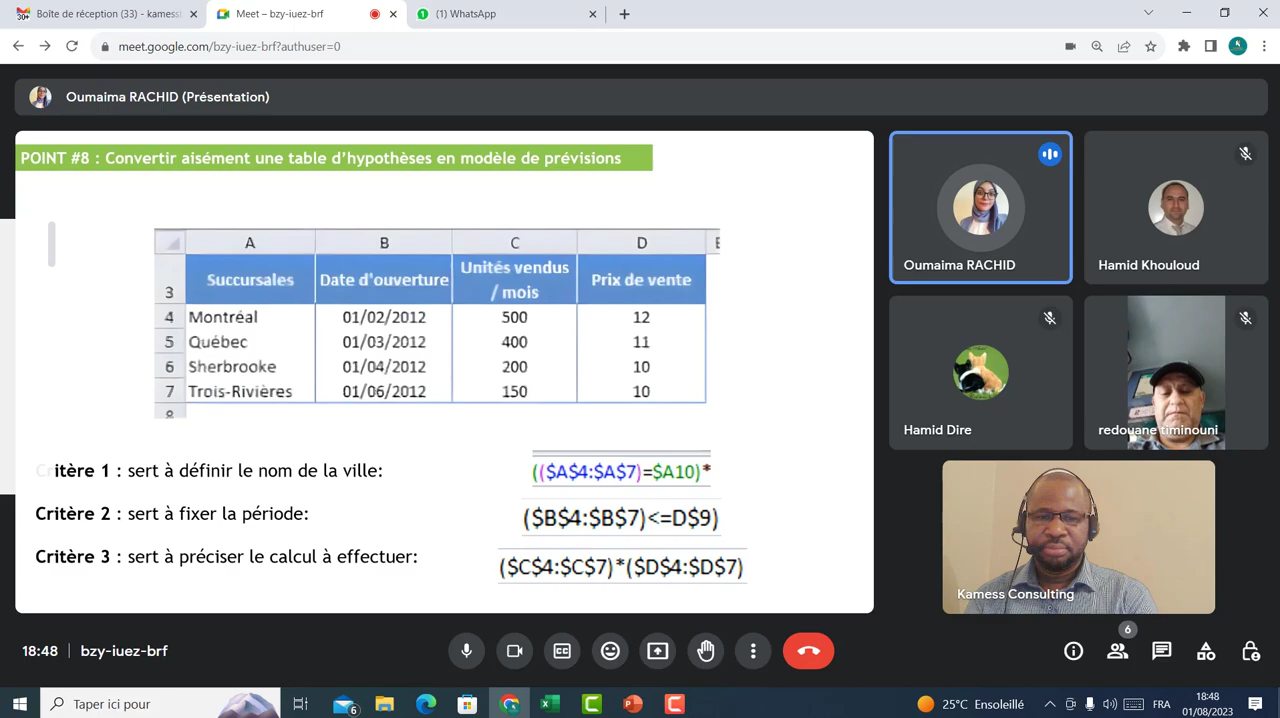 Boîte de réception (33) - kamess
Meet – bzy-iuez-brf
(1) WhatsApp
meet.google.com/bzy-iuez-brf?authuser=0
Oumaima RACHID (Présentation)
POINT #8 : Convertir aisément une table d'hypothèses en modèle de prévisions
A B C D E
3 Succursales Date d'ouverture Unités vendus / mois Prix de vente
4 Montréal 01/02/2012 500 12
5 Québec 01/03/2012 400 11
6 Sherbrooke 01/04/2012 200 10
7 Trois-Rivières 01/06/2012 150 10
8
Critère 1 : sert à définir le nom de la ville: (($A$4:$A$7)=$A10)*
Critère 2 : sert à fixer la période: ($B$4:$B$7)<=D$9)
Critère 3 : sert à préciser le calcul à effectuer: ($C$4:$C$7)*($D$4:$D$7)
Oumaima RACHID
Hamid Khouloud
Hamid Dire
redouane timinouni
Kamess Consulting
18:48 bzy-iuez-brf
6
Taper ici pour
6
25°C Ensoleillé
FRA
18:48
01/08/2023